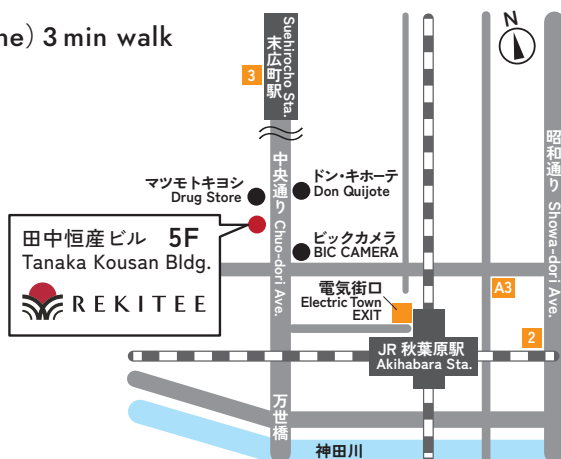 ne) 3 min walk
N
3
Suehirocho Sta.
末広町駅
昭和通り Showa-dori Ave.
中央通り Chuo-dori Ave.
マツモトキヨシ
Drug Store
ドン・キホーテ
Don Quijote
田中恒産ビル 5F
Tanaka Kousan Bldg.
REKITEE
ビックカメラ
BIC CAMERA
電気街口
Electric Town
EXIT
A3
2
JR 秋葉原駅
Akihabara Sta.
万世橋
神田川